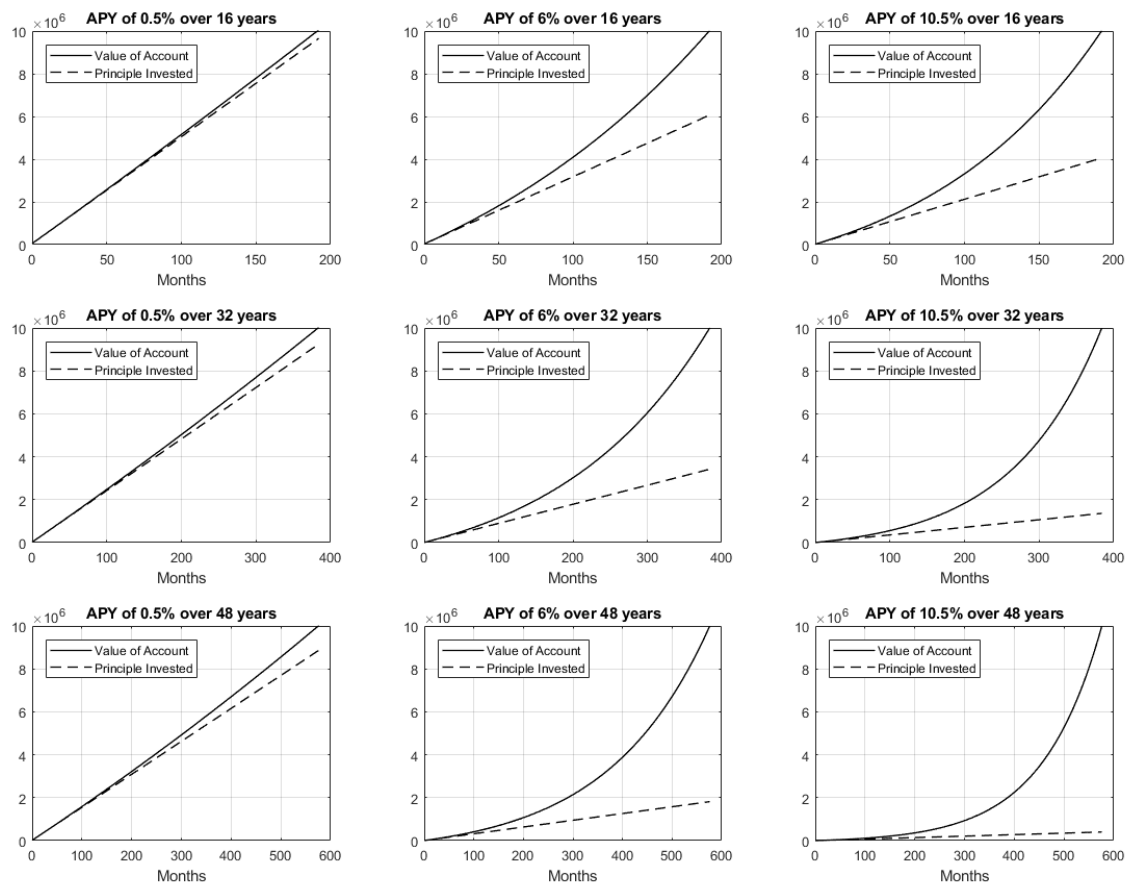 APY of 0.5% over 16 years
×10^6
Value of Account
Principle Invested
10
8
6
4
2
0
0 50 100 150 200
Months
APY of 6% over 16 years
×10^6
Value of Account
Principle Invested
10
8
6
4
2
0
0 50 100 150 200
Months
APY of 10.5% over 16 years
×10^6
Value of Account
Principle Invested
10
8
6
4
2
0
0 50 100 150 200
Months
APY of 0.5% over 32 years
×10^6
Value of Account
Principle Invested
10
8
6
4
2
0
0 100 200 300 400
Months
APY of 6% over 32 years
×10^6
Value of Account
Principle Invested
10
8
6
4
2
0
0 100 200 300 400
Months
APY of 10.5% over 32 years
×10^6
Value of Account
Principle Invested
10
8
6
4
2
0
0 100 200 300 400
Months
APY of 0.5% over 48 years
×10^6
Value of Account
Principle Invested
10
8
6
4
2
0
0 100 200 300 400 500 600
Months
APY of 6% over 48 years
×10^6
Value of Account
Principle Invested
10
8
6
4
2
0
0 100 200 300 400 500 600
Months
APY of 10.5% over 48 years
×10^6
Value of Account
Principle Invested
10
8
6
4
2
0
0 100 200 300 400 500 600
Months